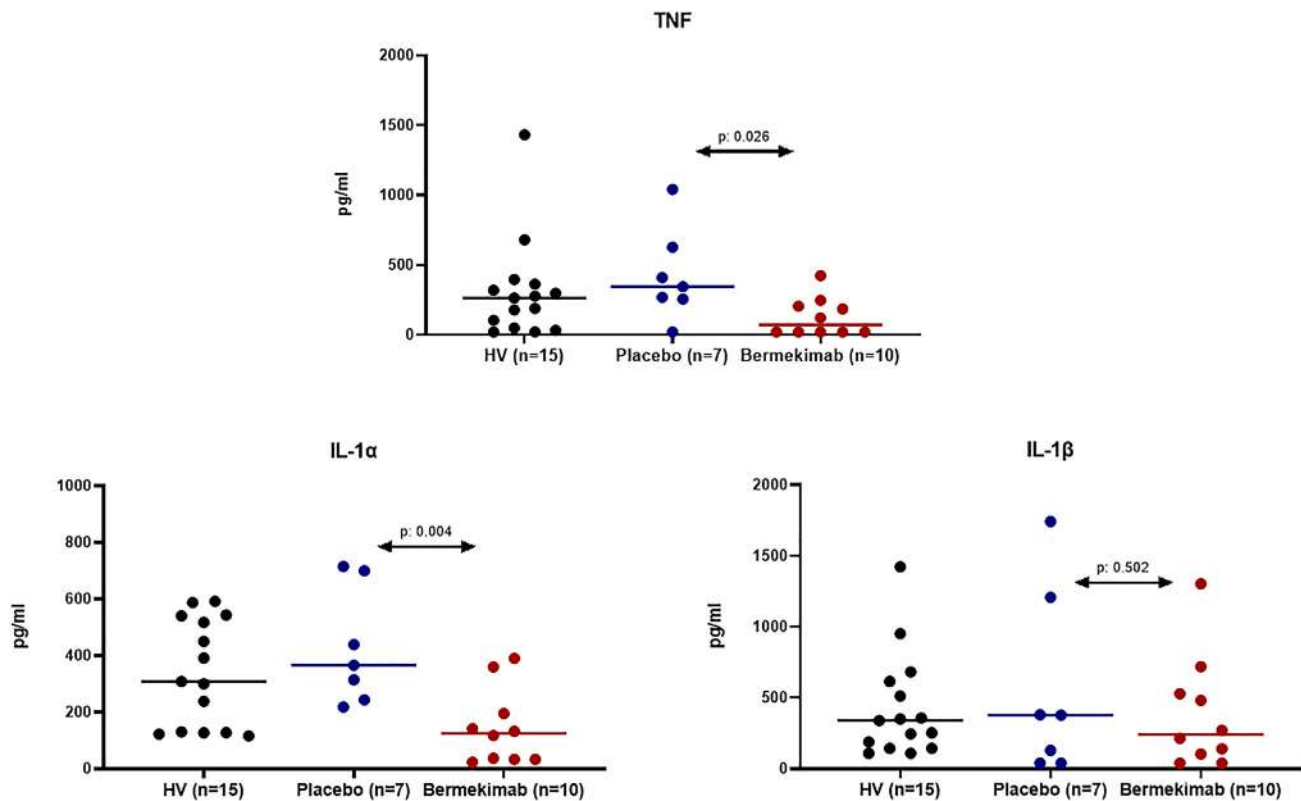 TNF
2000
1500
1000
500
0
pg/ml
p: 0.026
HV (n=15)
Placebo (n=7)
Bermekimab (n=10)
IL-1α
1000
800
600
400
200
0
pg/ml
p: 0.004
HV (n=15)
Placebo (n=7)
Bermekimab (n=10)
IL-1β
2000
1500
1000
500
0
pg/ml
p: 0.502
HV (n=15)
Placebo (n=7)
Bermekimab (n=10)